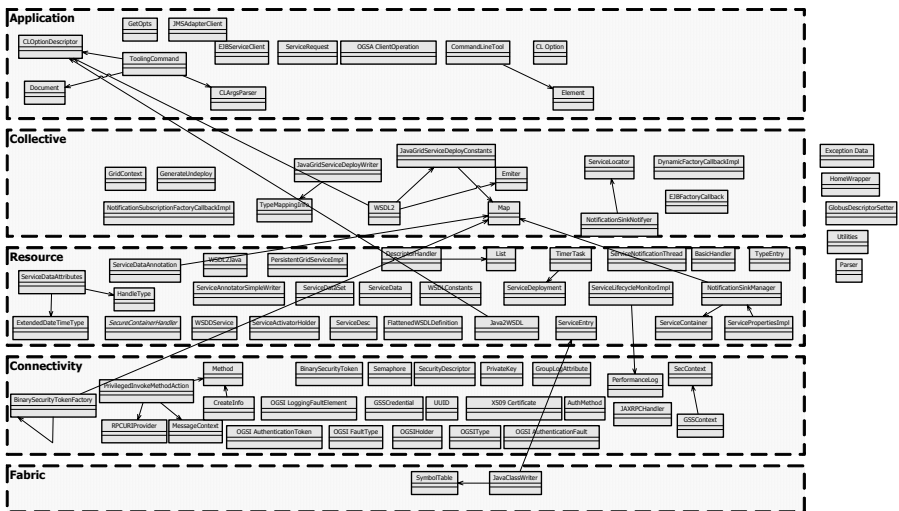 Application
GetOpts
JMSAdapterClient
CLOptionDescriptor
ToolingCommand
EJBServiceClient
ServiceRequest
OGSA ClientOperation
CommandLineTool
CL Option
Document
CLArgsParser
Element
Collective
JavaGridServiceDeployConstants
GridContext
GenerateUndeploy
JavaGridServiceDeployWriter
Emiter
ServiceLocator
DynamicFactoryCallbackImpl
Exception Data
HomeWrapper
NotificationSubscriptionFactoryCallbackImpl
TypeMappingInfo
WSDL2
Map
NotificationSinkNotifyer
EJBFactoryCallback
GlobusDescriptorSetter
Utilities
Parser
Resource
ServiceDataAnnotation
WSDL2Java
PersistentGridServiceImpl
DescriptorHandler
List
TimerTask
ServiceNotificationThread
BasicHandler
TypeEntry
ServiceDataAttributes
HandleType
ServiceAnnotatorSimpleWriter
ServiceDataSet
ServiceData
WSDLConstants
ServiceDeployment
ServiceLifecycleMonitorImpl
NotificationSinkManager
ExtendedDateTimeType
SecureContainerHandler
WSDDService
ServiceActivatorHolder
ServiceDesc
FlattenedWSDLDefinition
Java2WSDL
ServiceEntry
ServiceContainer
ServicePropertiesImpl
Connectivity
Method
BinarySecurityToken
Semaphore
SecurityDescriptor
PrivateKey
GroupLogAttribute
PerformanceLog
SecContext
BinarySecurityTokenFactory
PrivilegedInvokeMethodAction
CreateInfo
OGSI LoggingFaultElement
GSSCredential
UUID
X509 Certificate
AuthMethod
JAXRPCHandler
GSSContext
RPCURIProvider
MessageContext
OGSI AuthenticationToken
OGSI FaultType
OGSIHolder
OGSIType
OGSI AuthenticationFault
Fabric
SymbolTable
JavaClassWriter